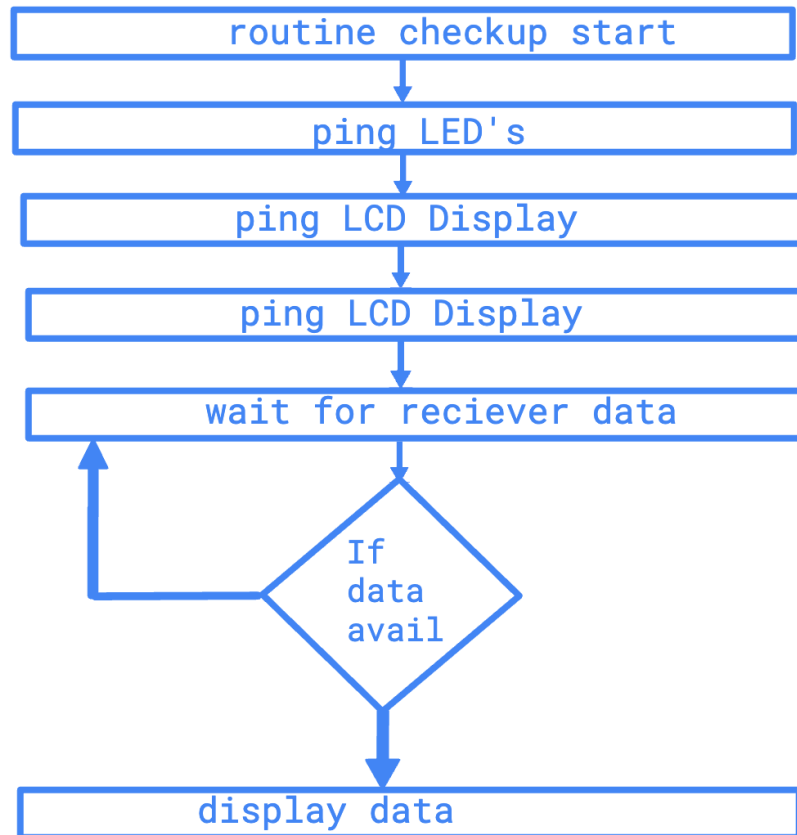 routine checkup start
ping LED's
ping LCD Display
ping LCD Display
wait for reciever data
If
data
avail
display data